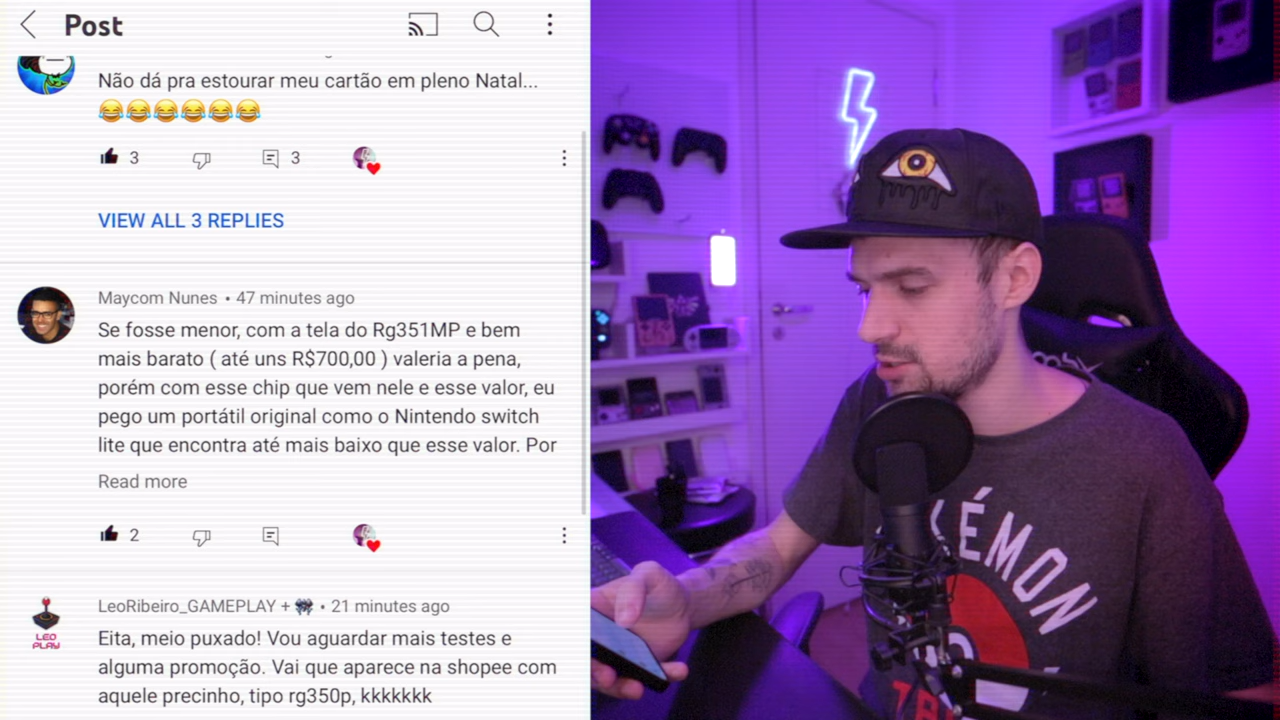 Post
Não dá pra estourar meu cartão em pleno Natal...
😂😂😂😂😂😂
3
3
VIEW ALL 3 REPLIES
Maycom Nunes • 47 minutes ago
Se fosse menor, com a tela do Rg351MP e bem
mais barato ( até uns R$700,00 ) valeria a pena,
porém com esse chip que vem nele e esse valor, eu
pego um portátil original como o Nintendo switch
lite que encontra até mais baixo que esse valor. Por
Read more
2
LeoRibeiro_GAMEPLAY + 👾 • 21 minutes ago
LEO
PLAY
Eita, meio puxado! Vou aguardar mais testes e
alguma promoção. Vai que aparece na shopee com
aquele precinho, tipo rg350p, kkkkkkk